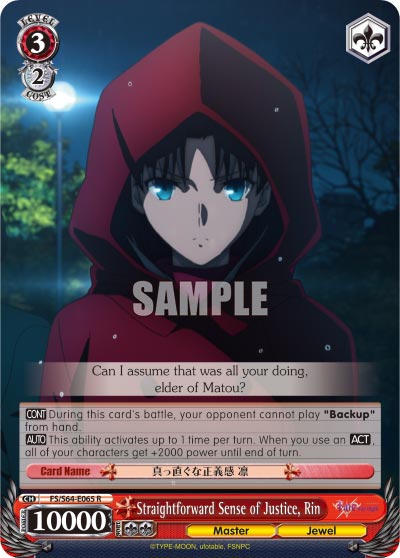 LEVEL
3
2
COST
SAMPLE
Can I assume that was all your doing,
elder of Matou?
CONT During this card's battle, your opponent cannot play "Backup"
from hand.
AUTO This ability activates up to 1 time per turn. When you use an ACT,
all of your characters get +2000 power until end of turn.
Card Name 真っ直ぐな正義感 凛
CH FS/S64-E065 R
Straightforward Sense of Justice, Rin
POWER 10000
Master Jewel
©TYPE-MOON, ufotable, FSNPC